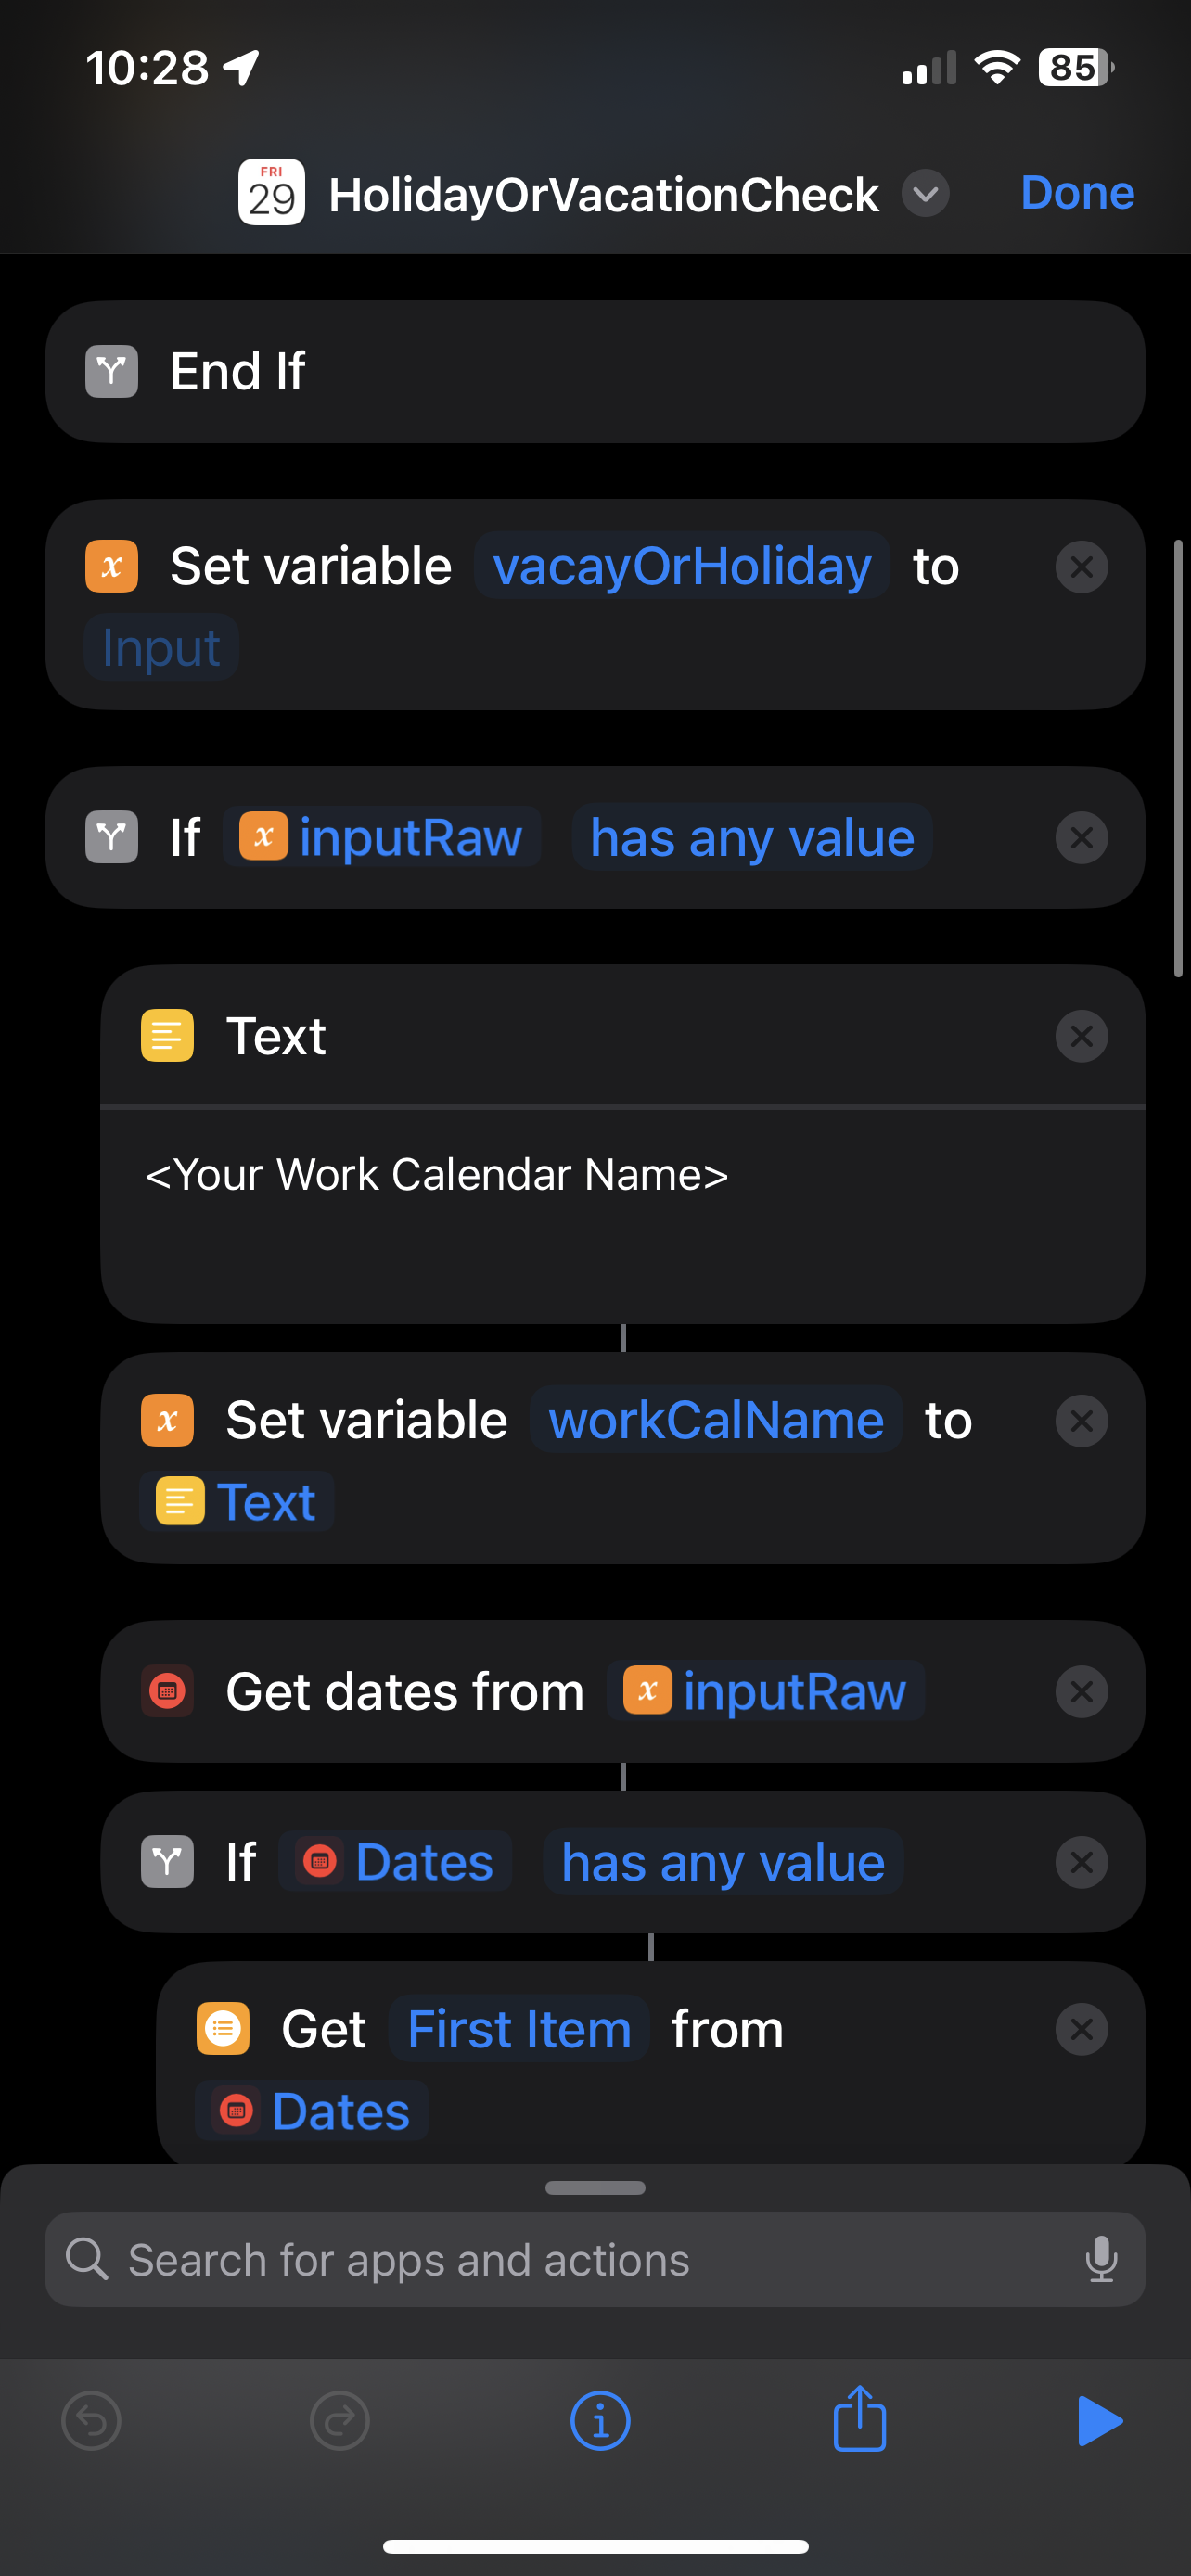 10:28
85
FRI
29
HolidayOrVacationCheck
Done
End If
Set variable vacayOrHoliday to
Input
If inputRaw has any value
Text
<Your Work Calendar Name>
Set variable workCalName to
Text
Get dates from inputRaw
If Dates has any value
Get First Item from
Dates
Search for apps and actions